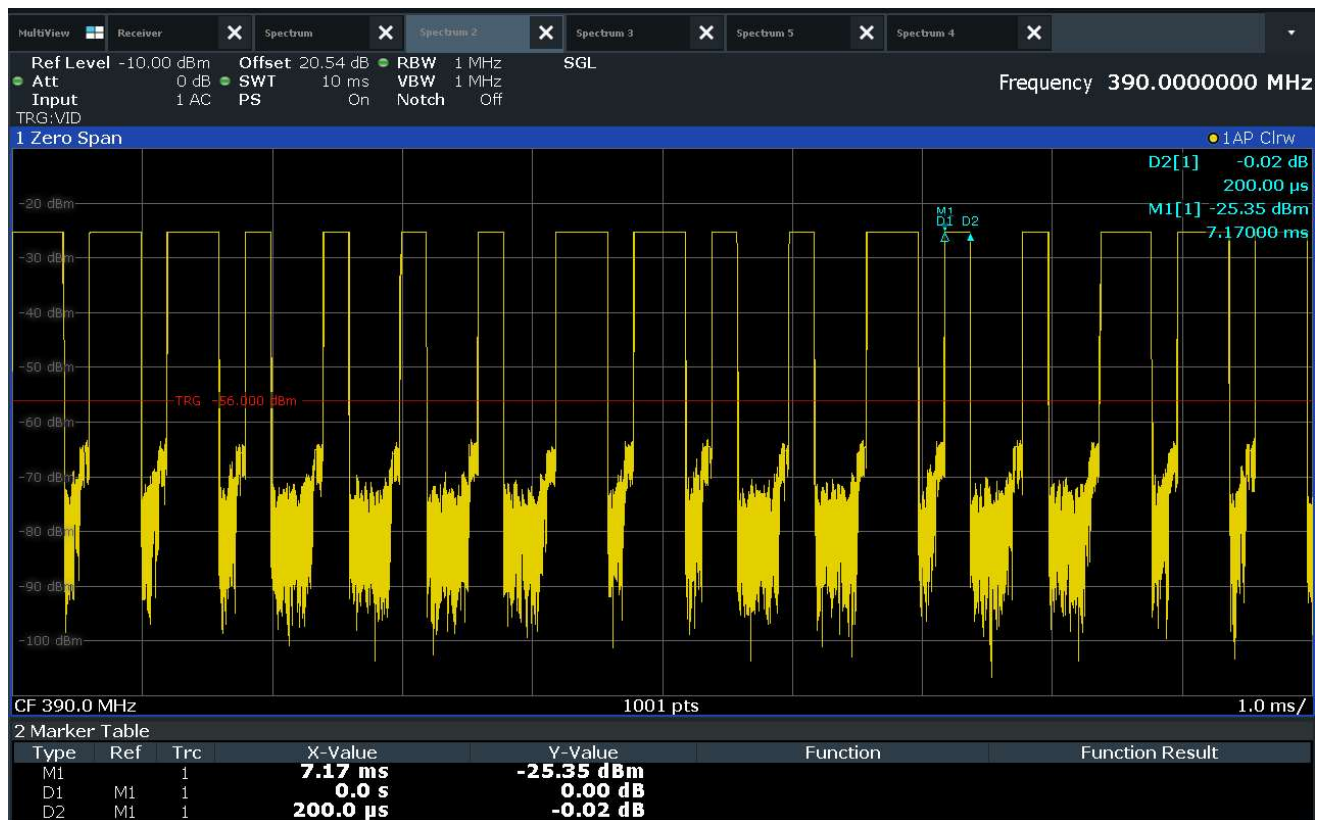 MultiView Receiver Spectrum Spectrum 2 Spectrum 3 Spectrum 5 Spectrum 4
Ref Level -10.00 dBm Offset 20.54 dB RBW 1 MHz SGL
Att 0 dB SWT 10 ms VBW 1 MHz Frequency 390.0000000 MHz
Input 1 AC PS On Notch Off
TRG:VID
1 Zero Span 1AP Clrw
D2[1] -0.02 dB
200.00 µs
-20 dBm M1[1] -25.35 dBm
M1
D1 D2
7.17000 ms
-30 dBm
-40 dBm
-50 dBm
TRG -56.000 dBm
-60 dBm
-70 dBm
-80 dBm
-90 dBm
-100 dBm
CF 390.0 MHz 1001 pts 1.0 ms/
2 Marker Table
Type Ref Trc X-Value Y-Value Function Function Result
M1 1 7.17 ms -25.35 dBm
D1 M1 1 0.0 s 0.00 dB
D2 M1 1 200.0 µs -0.02 dB